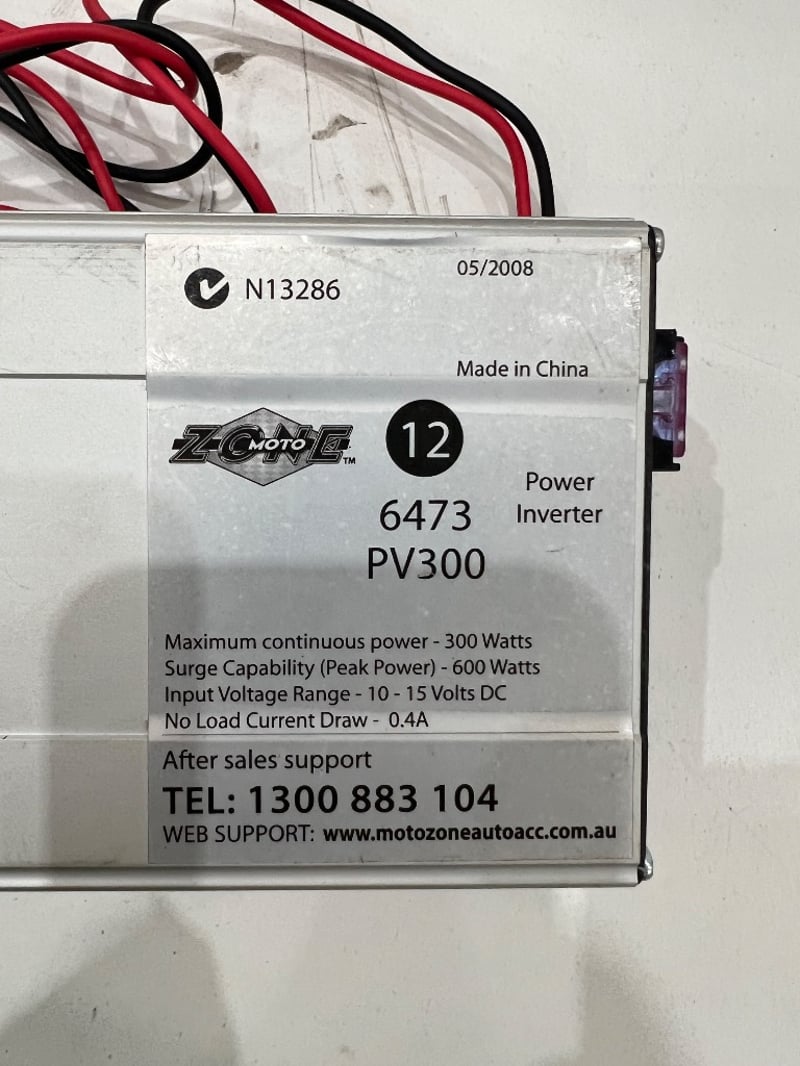 N13286
05/2008
Made in China
MOTO ZONE™
12
6473
PV300
Power
Inverter
Maximum continuous power - 300 Watts
Surge Capability (Peak Power) - 600 Watts
Input Voltage Range - 10 - 15 Volts DC
No Load Current Draw - 0.4A
After sales support
TEL: 1300 883 104
WEB SUPPORT: www.motozoneautoacc.com.au